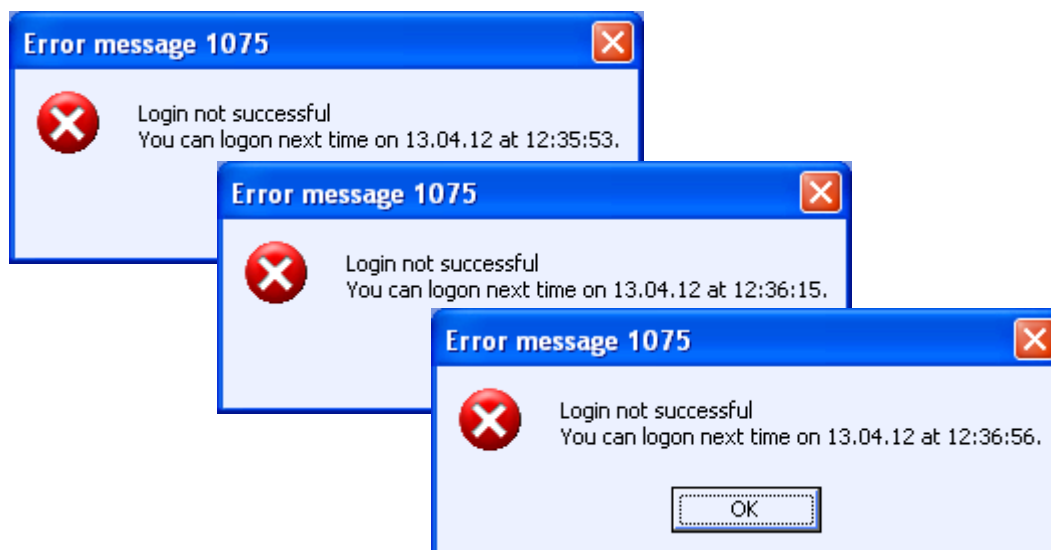 Error message 1075
Login not successful
You can logon next time on 13.04.12 at 12:35:53.
Error message 1075
Login not successful
You can logon next time on 13.04.12 at 12:36:15.
Error message 1075
Login not successful
You can logon next time on 13.04.12 at 12:36:56.
OK